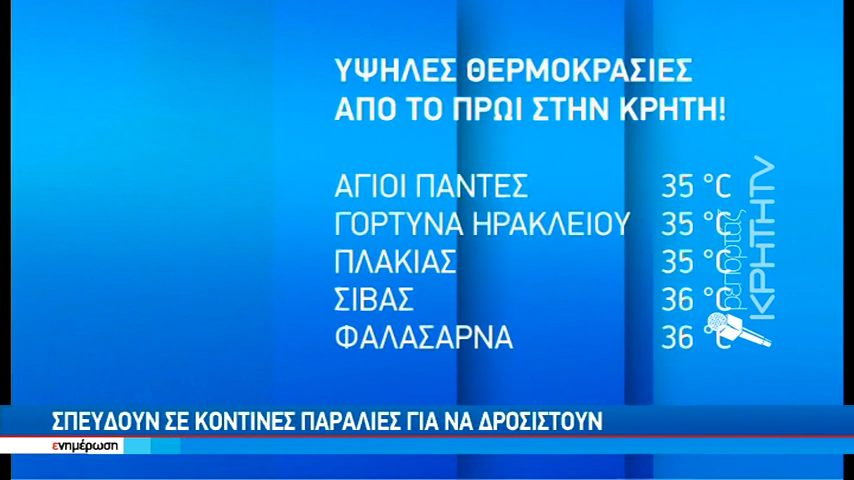 ΥΨΗΛΕΣ ΘΕΡΜΟΚΡΑΣΙΕΣ
ΑΠΟ ΤΟ ΠΡΩΙ ΣΤΗΝ ΚΡΗΤΗ!
ΑΓΙΟΙ ΠΑΝΤΕΣ 35 °C
ΓΟΡΤΥΝΑ ΗΡΑΚΛΕΙΟΥ 35 °C
ΠΛΑΚΙΑΣ 35 °C
ΣΙΒΑΣ 36 °C
ΦΑΛΑΣΑΡΝΑ 36 °C
ρεπορτάζ
ΚΡΗΤΗTV
ΣΠΕΥΔΟΥΝ ΣΕ ΚΟΝΤΙΝΕΣ ΠΑΡΑΛΙΕΣ ΓΙΑ ΝΑ ΔΡΟΣΙΣΤΟΥΝ
ενημέρωση